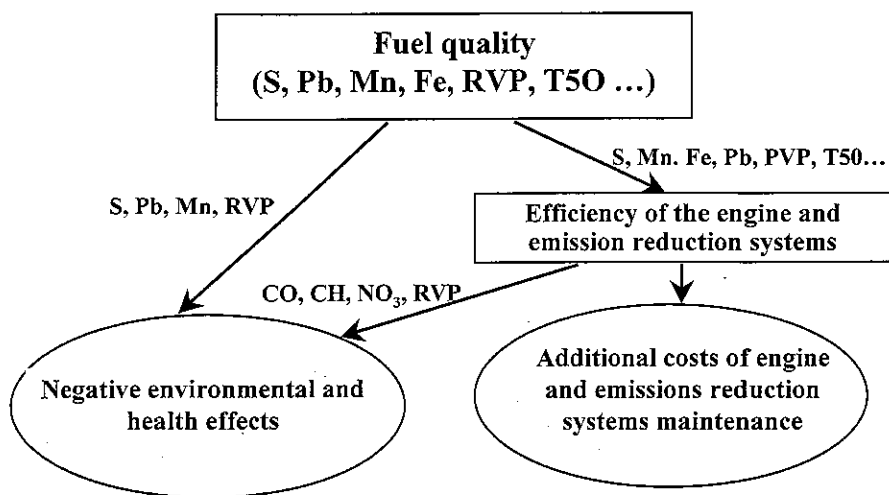 Fuel quality
(S, Pb, Mn, Fe, RVP, T5O ...)
S, Mn. Fe, Pb, PVP, T50...
S, Pb, Mn, RVP
Efficiency of the engine and
emission reduction systems
CO, CH, NO₃, RVP
Negative environmental and
health effects
Additional costs of engine
and emissions reduction
systems maintenance